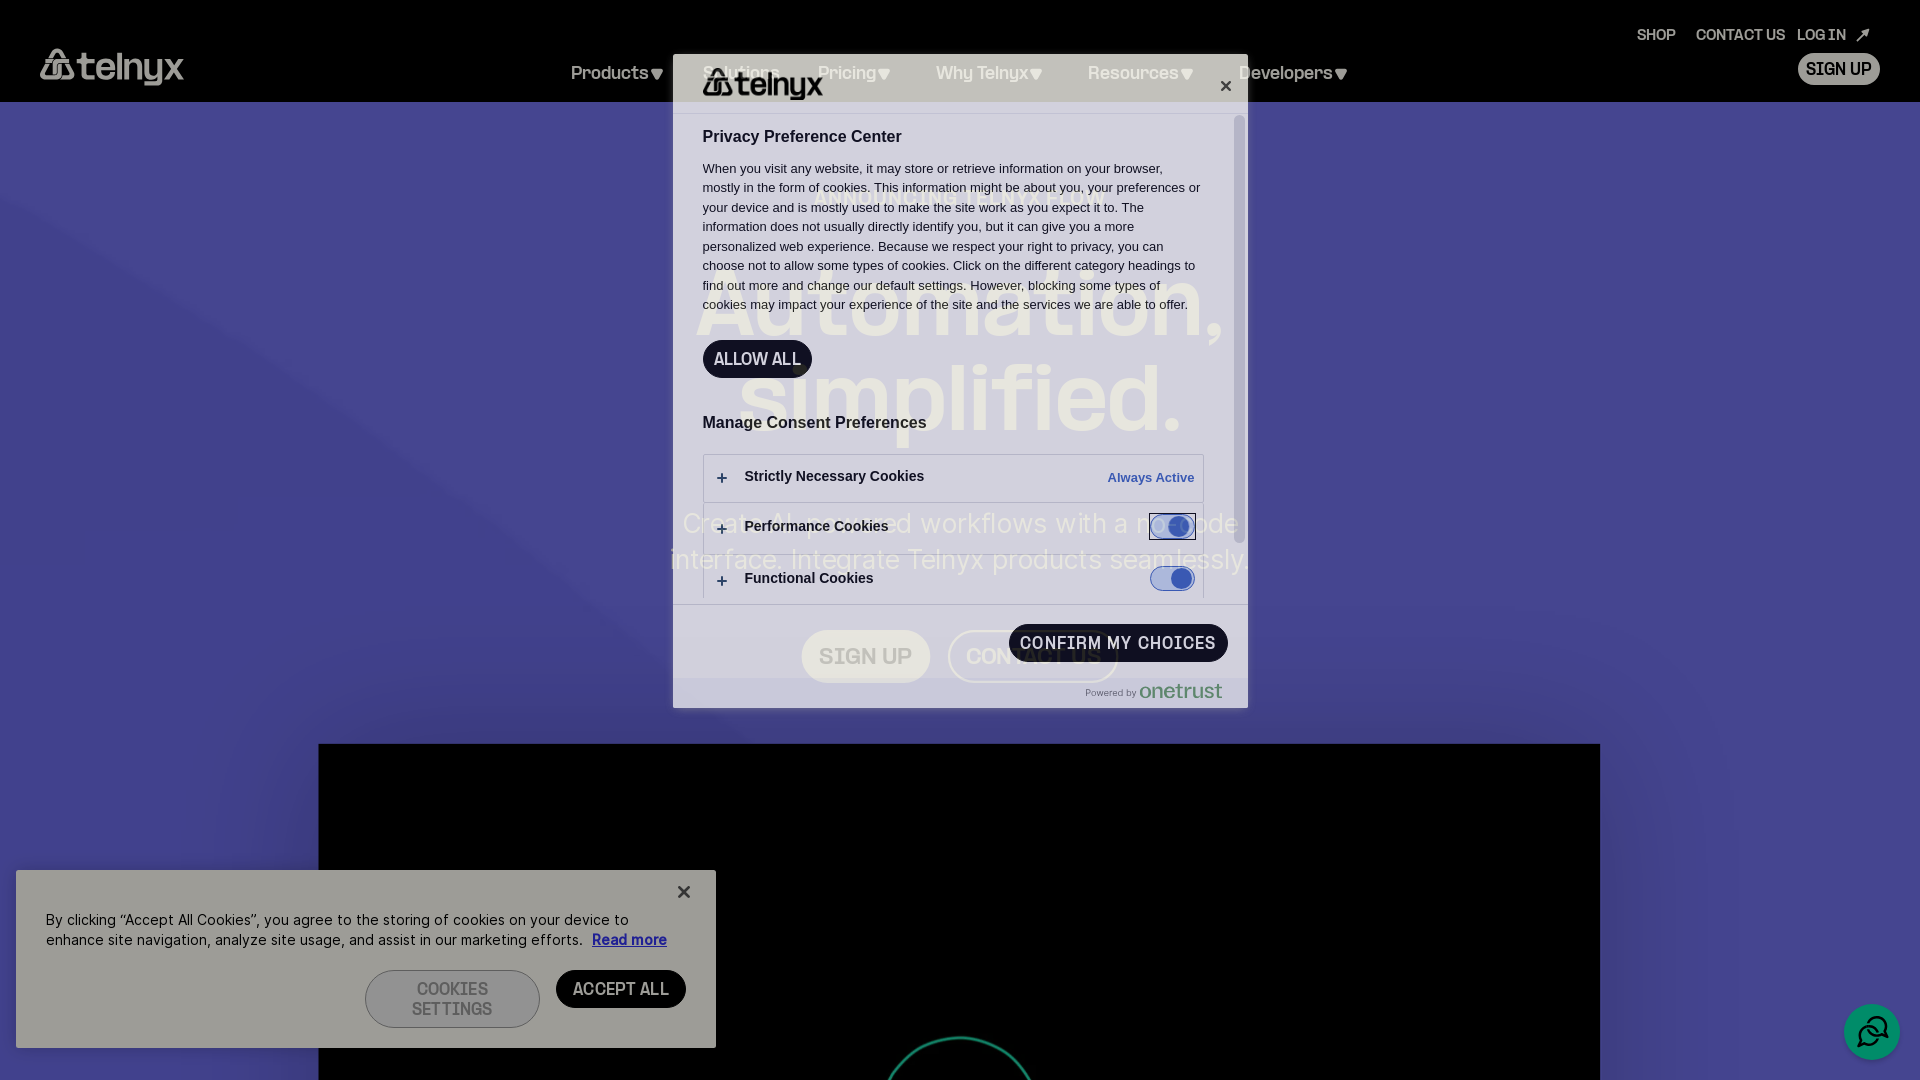 SHOP
CONTACT US
LOG IN
telnyx
Products
Solutions
Pricing
Why Telnyx
Resources
Developers
SIGN UP
telnyx
Privacy Preference Center
When you visit any website, it may store or retrieve information on your browser,
mostly in the form of cookies. This information might be about you, your preferences or
your device and is mostly used to make the site work as you expect it to. The
information does not usually directly identify you, but it can give you a more
personalized web experience. Because we respect your right to privacy, you can
choose not to allow some types of cookies. Click on the different category headings to
find out more and change our default settings. However, blocking some types of
cookies may impact your experience of the site and the services we are able to offer.
ANNOUNCING TELNYX FLOW
Automation,
simplified.
ALLOW ALL
Manage Consent Preferences
Strictly Necessary Cookies
Always Active
Performance Cookies
Functional Cookies
Create AI-powered workflows with a no-code
interface. Integrate Telnyx products seamlessly.
SIGN UP
CONTACT US
CONFIRM MY CHOICES
Powered by onetrust
By clicking “Accept All Cookies”, you agree to the storing of cookies on your device to
enhance site navigation, analyze site usage, and assist in our marketing efforts. Read more
COOKIES
SETTINGS
ACCEPT ALL